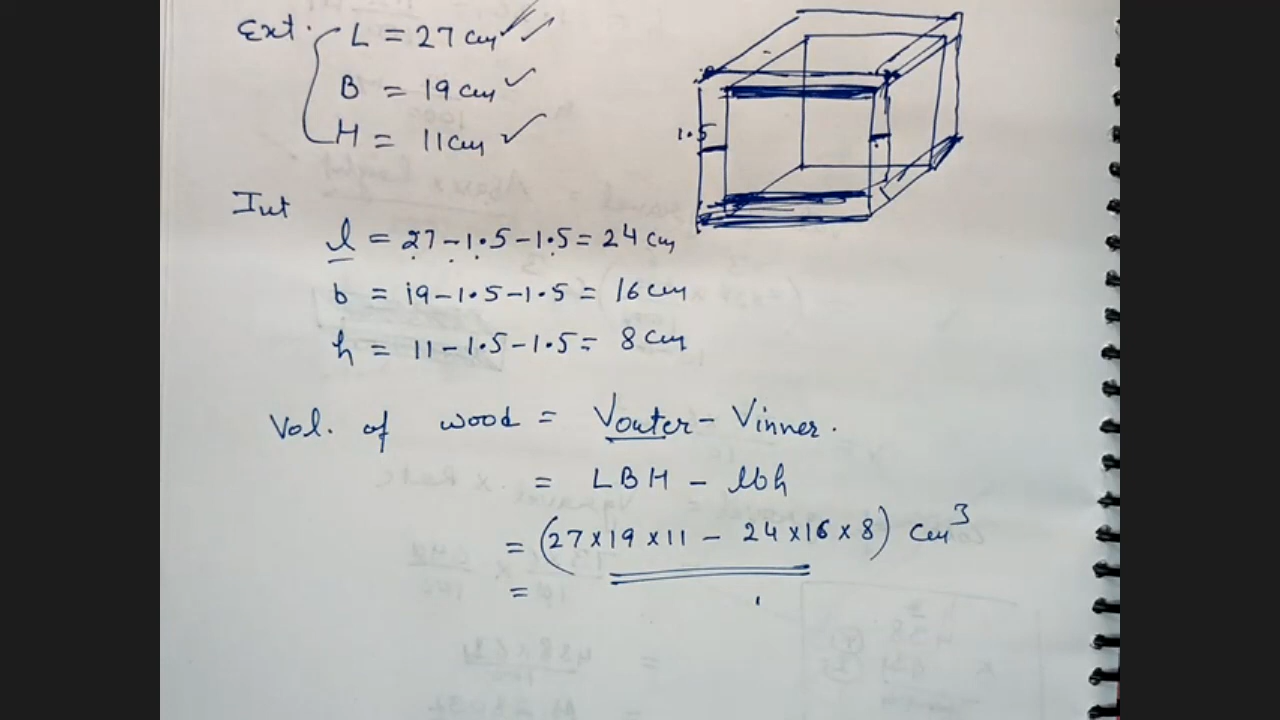 Ext. L = 27 cm
B = 19 cm
H = 11 cm
1.5
Int
l = 27 - 1.5 - 1.5 = 24 cm
b = 19 - 1.5 - 1.5 = 16 cm
h = 11 - 1.5 - 1.5 = 8 cm
Vol. of wood = Vouter - Vinner.
= LBH - lbh
= (27 × 19 × 11 - 24 × 16 × 8) cm³
=